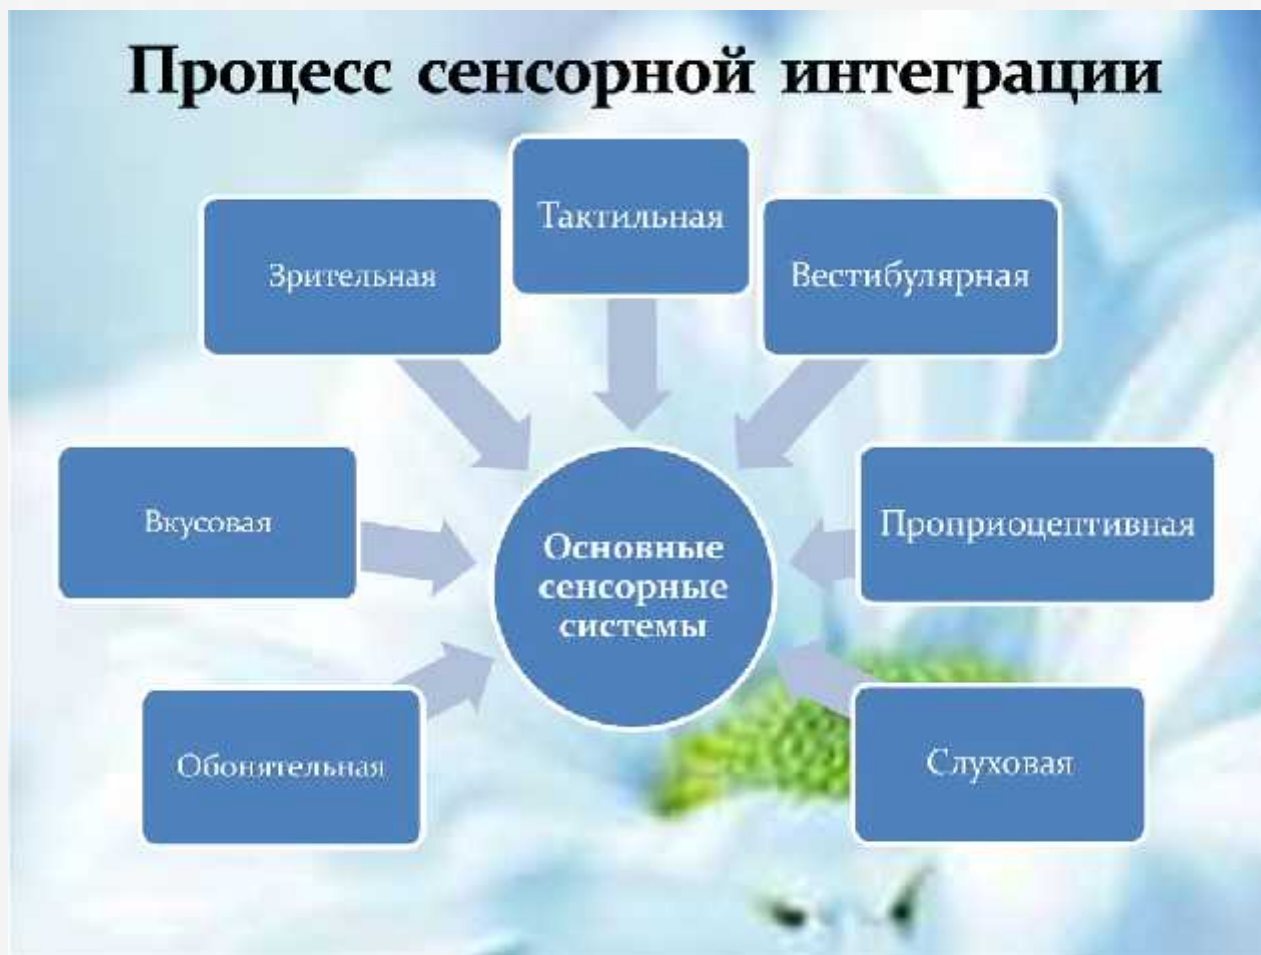 Процесс сенсорной интеграции
Тактильная
Зрительная
Вестибулярная
Вкусовая
Проприоцептивная
Основные
сенсорные
системы
Обонятельная
Слуховая